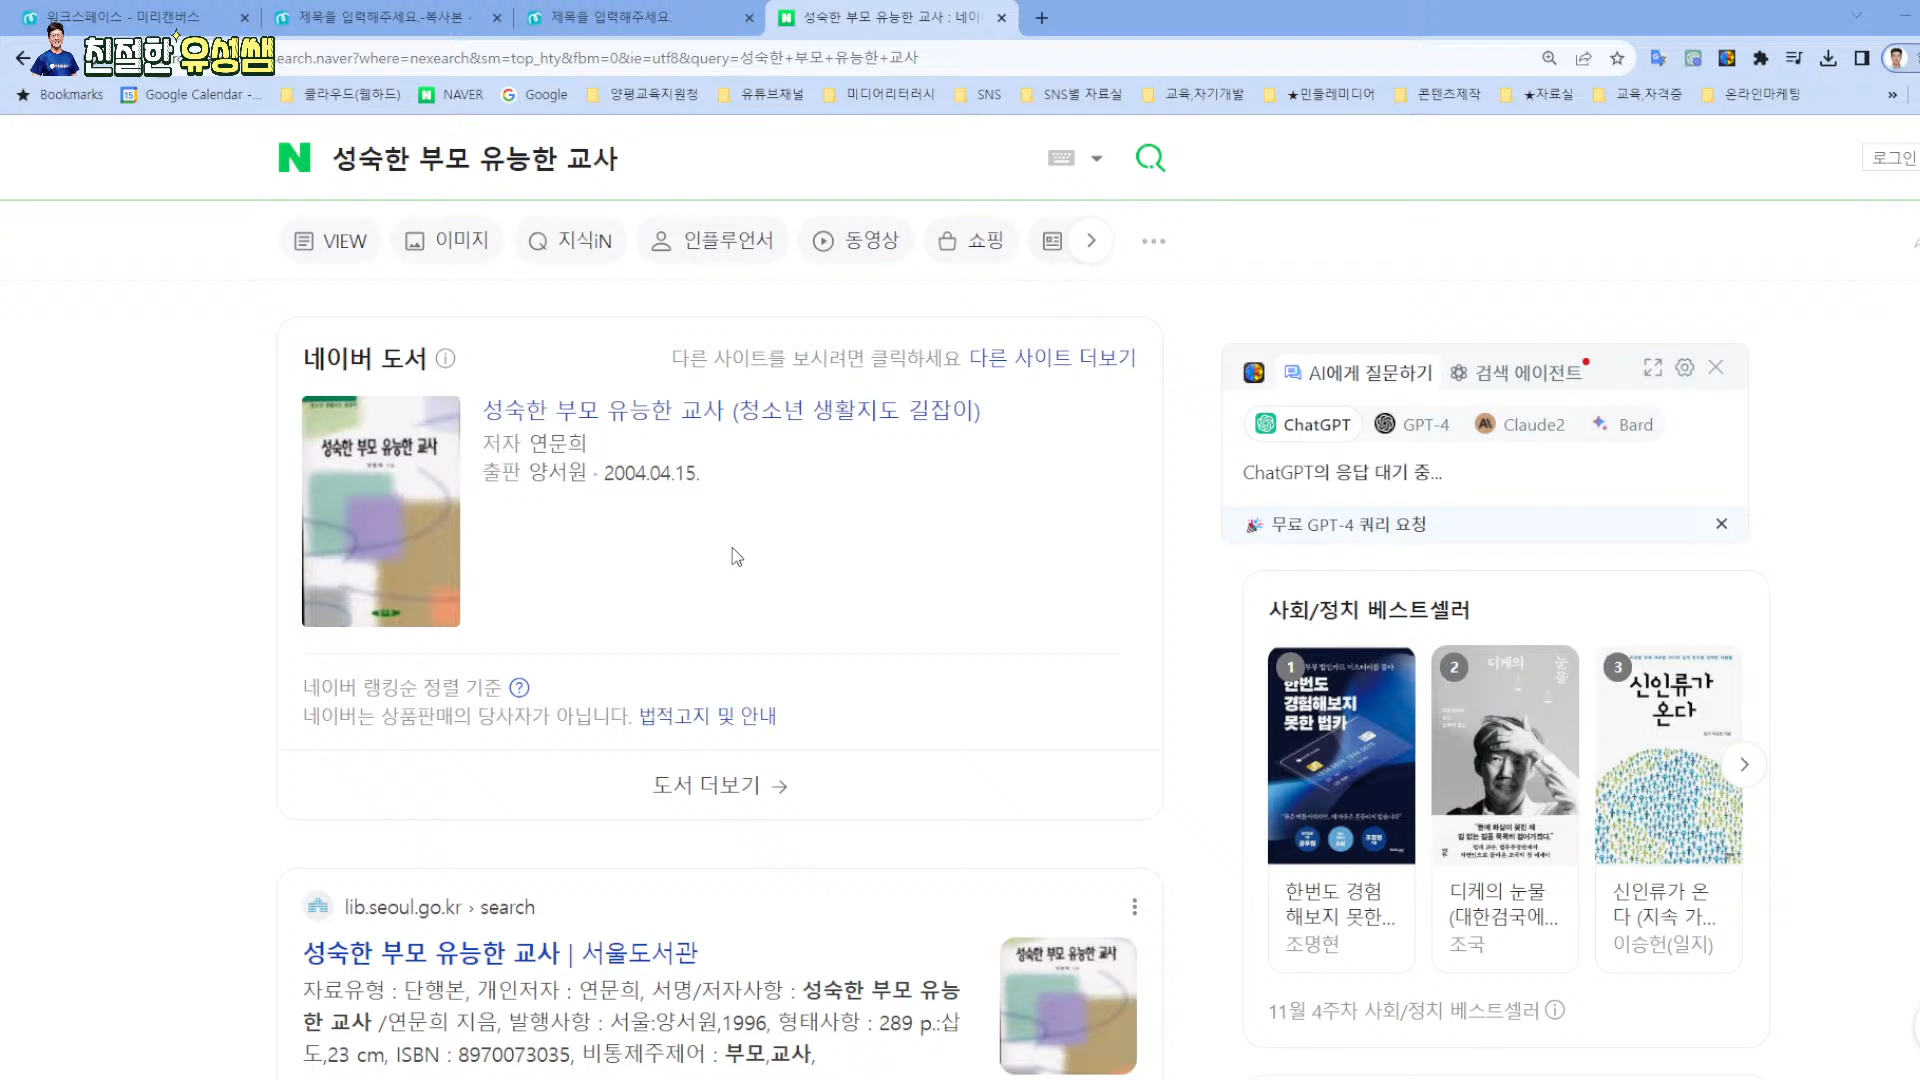 워크스페이스 - 미리캔버스
제목을 입력해주세요.-복사본 -
제목을 입력해주세요.
성숙한 부모 유능한 교사 : 네이
친절한 유성쌤
search.naver?where=nexearch&sm=top_hty&fbm=0&ie=utf8&query=성숙한+부모+유능한+교사
Bookmarks
Google Calendar -...
클라우드(웹하드)
NAVER
Google
양평교육지원청
유튜브채널
미디어리터러시
SNS
SNS별 자료실
교육,자기개발
★민들레미디어
콘텐츠제작
★자료실
교육,자격증
온라인마케팅
성숙한 부모 유능한 교사
로그인
VIEW
이미지
지식iN
인플루언서
동영상
쇼핑
네이버 도서
다른 사이트를 보시려면 클릭하세요 다른 사이트 더보기
성숙한 부모 유능한 교사
성숙한 부모 유능한 교사 (청소년 생활지도 길잡이)
저자 연문희
출판 양서원 · 2004.04.15.
네이버 랭킹순 정렬 기준
네이버는 상품판매의 당사자가 아닙니다. 법적고지 및 안내
도서 더보기 →
lib.seoul.go.kr › search
성숙한 부모 유능한 교사 | 서울도서관
자료유형 : 단행본, 개인저자 : 연문희, 서명/저자사항 : 성숙한 부모 유능
한 교사 /연문희 지음, 발행사항 : 서울:양서원,1996, 형태사항 : 289 p.:삽
도,23 cm, ISBN : 8970073035, 비통제주제어 : 부모,교사,
성숙한 부모 유능한 교사
AI에게 질문하기
검색 에이전트
ChatGPT
GPT-4
Claude2
Bard
ChatGPT의 응답 대기 중...
무료 GPT-4 쿼리 요청
사회/정치 베스트셀러
1
한번도
경험해보지
못한 법카
2
디케의
눈물
3
신인류가
온다
한번도 경험
해보지 못한...
조명현
디케의 눈물
(대한검국에...
조국
신인류가 온
다 (지속 가...
이승헌(일지)
11월 4주차 사회/정치 베스트셀러